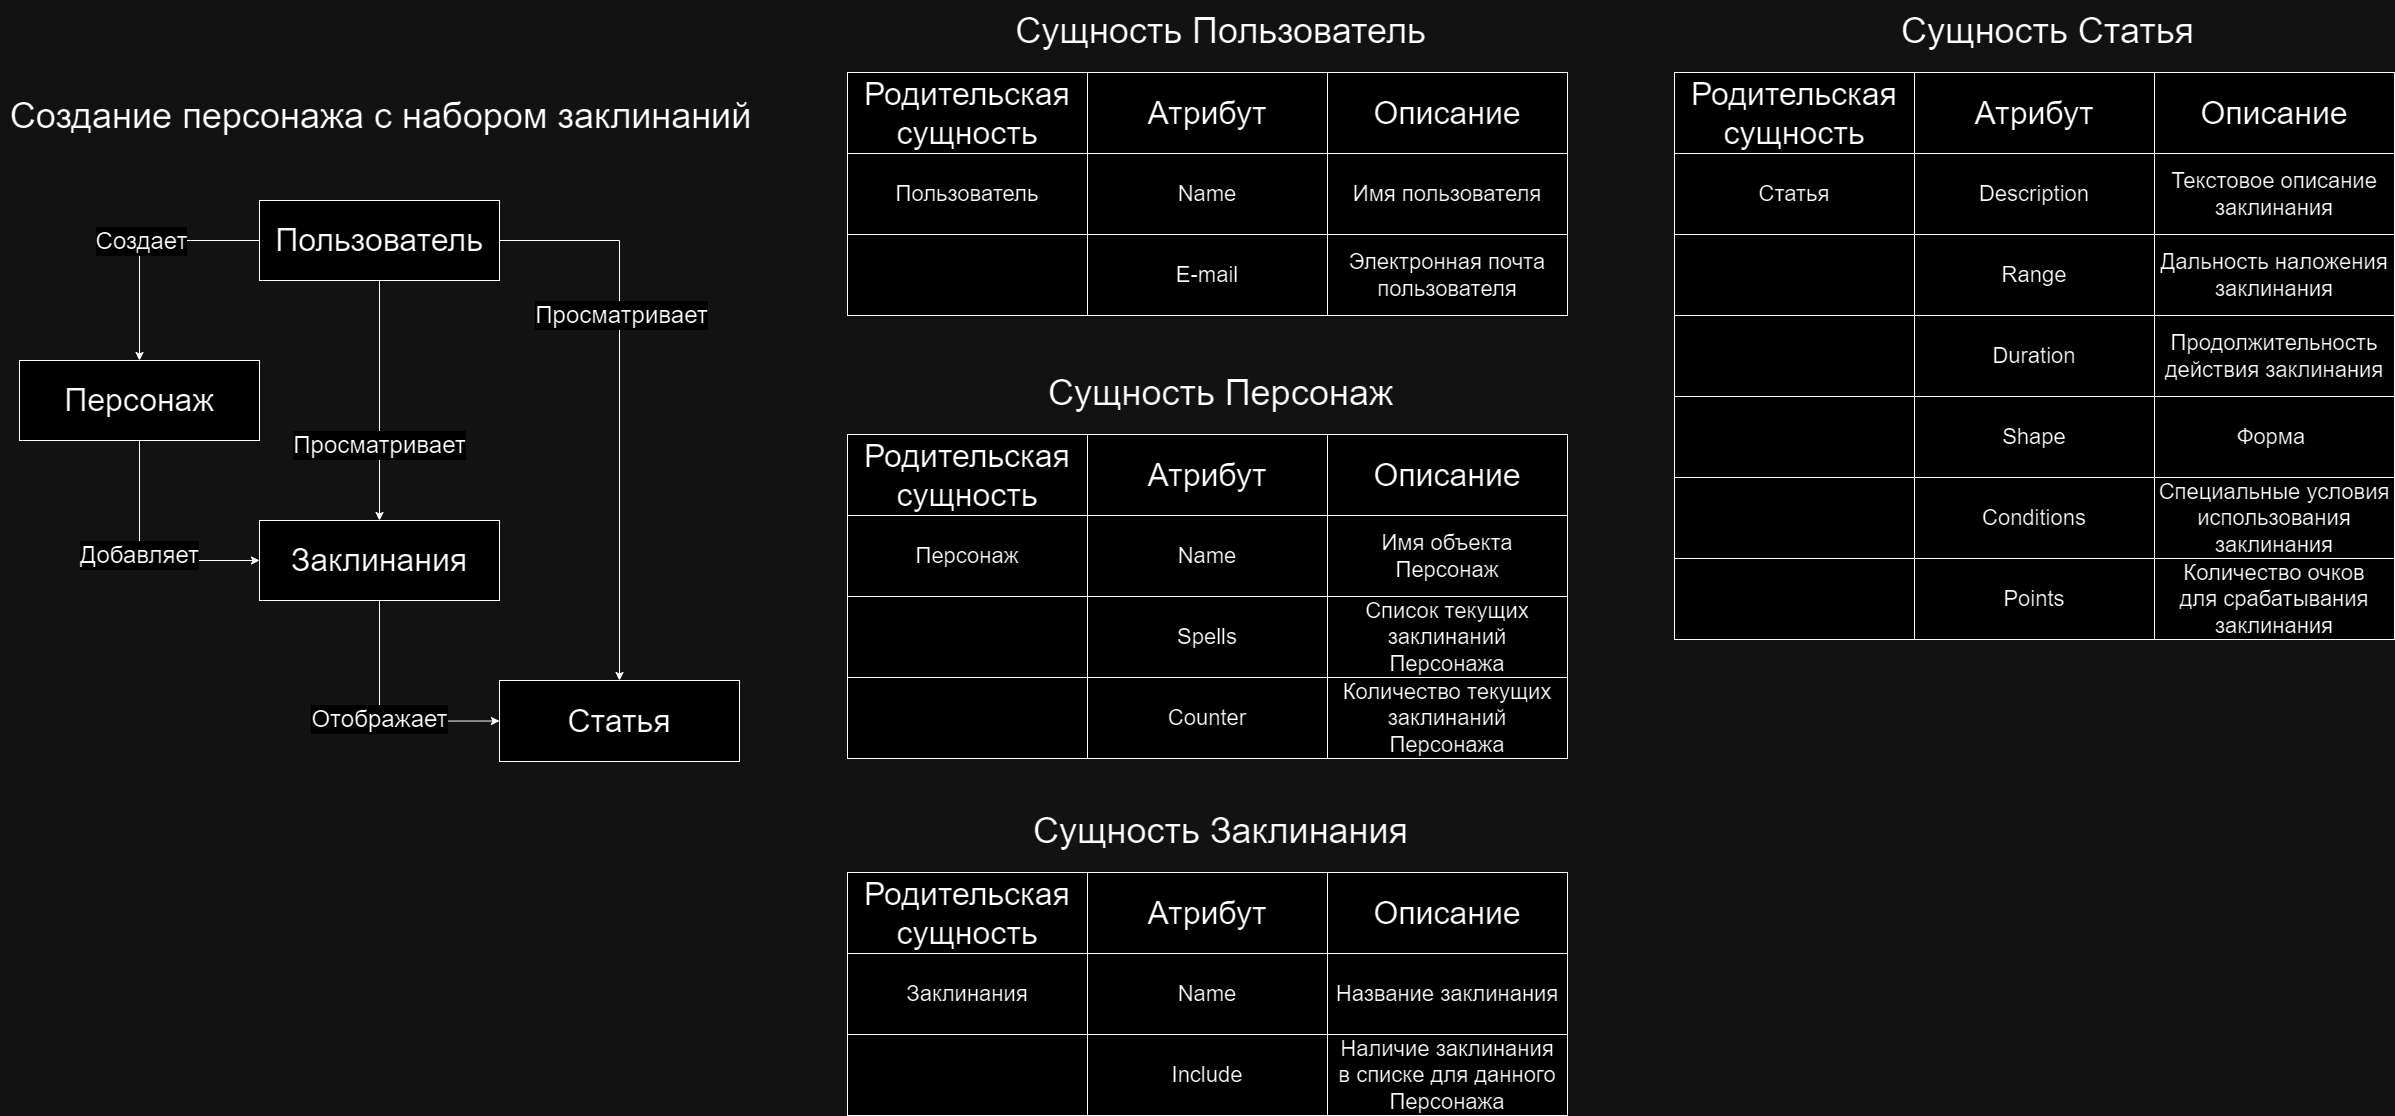 Создание персонажа с набором заклинаний
Пользователь
Создает
Просматривает
Персонаж
Просматривает
Добавляет
Заклинания
Отображает
Статья
Сущность Пользователь
Родительская
сущность
Атрибут
Описание
Пользователь
Name
Имя пользователя
E-mail
Электронная почта
пользователя
Сущность Персонаж
Родительская
сущность
Атрибут
Описание
Персонаж
Name
Имя объекта
Персонаж
Spells
Список текущих
заклинаний
Персонажа
Counter
Количество текущих
заклинаний
Персонажа
Сущность Заклинания
Родительская
сущность
Атрибут
Описание
Заклинания
Name
Название заклинания
Include
Наличие заклинания
в списке для данного
Персонажа
Сущность Статья
Родительская
сущность
Атрибут
Описание
Статья
Description
Текстовое описание
заклинания
Range
Дальность наложения
заклинания
Duration
Продолжительность
действия заклинания
Shape
Форма
Conditions
Специальные условия
использования
заклинания
Points
Количество очков
для срабатывания
заклинания